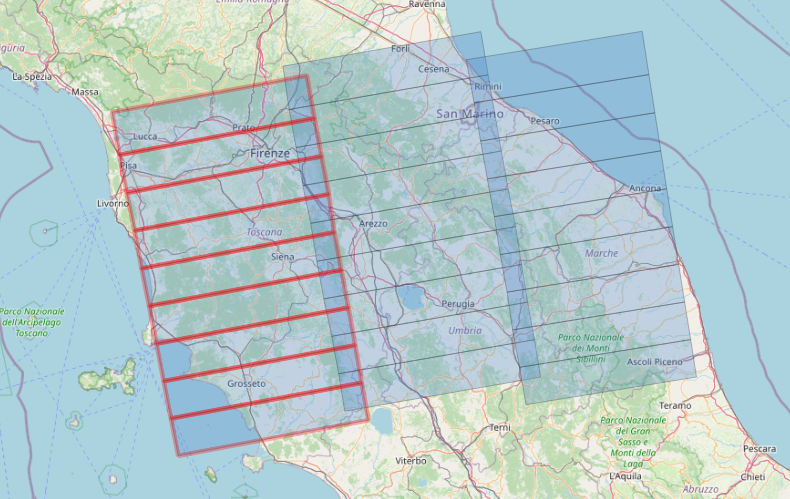 Emilia-Romagna
Ravenna
guria
La Spezia
Massa
Forlì
Cesena
Rimini
San Marino
Pesaro
Lucca
Prato
Firenze
Pisa
Livorno
Ancona
Arezzo
Toscana
Siena
Marche
Perugia
Umbria
Parco Nazionale
dell'Arcipelago
Toscano
Parco Nazionale
dei Monti
Sibillini
Ascoli Piceno
Grosseto
Teramo
Terni
Parco Nazionale
del Gran
Sasso e
Monti della
Laga
Viterbo
L'Aquila
Pescara
Chieti
Abruzzo